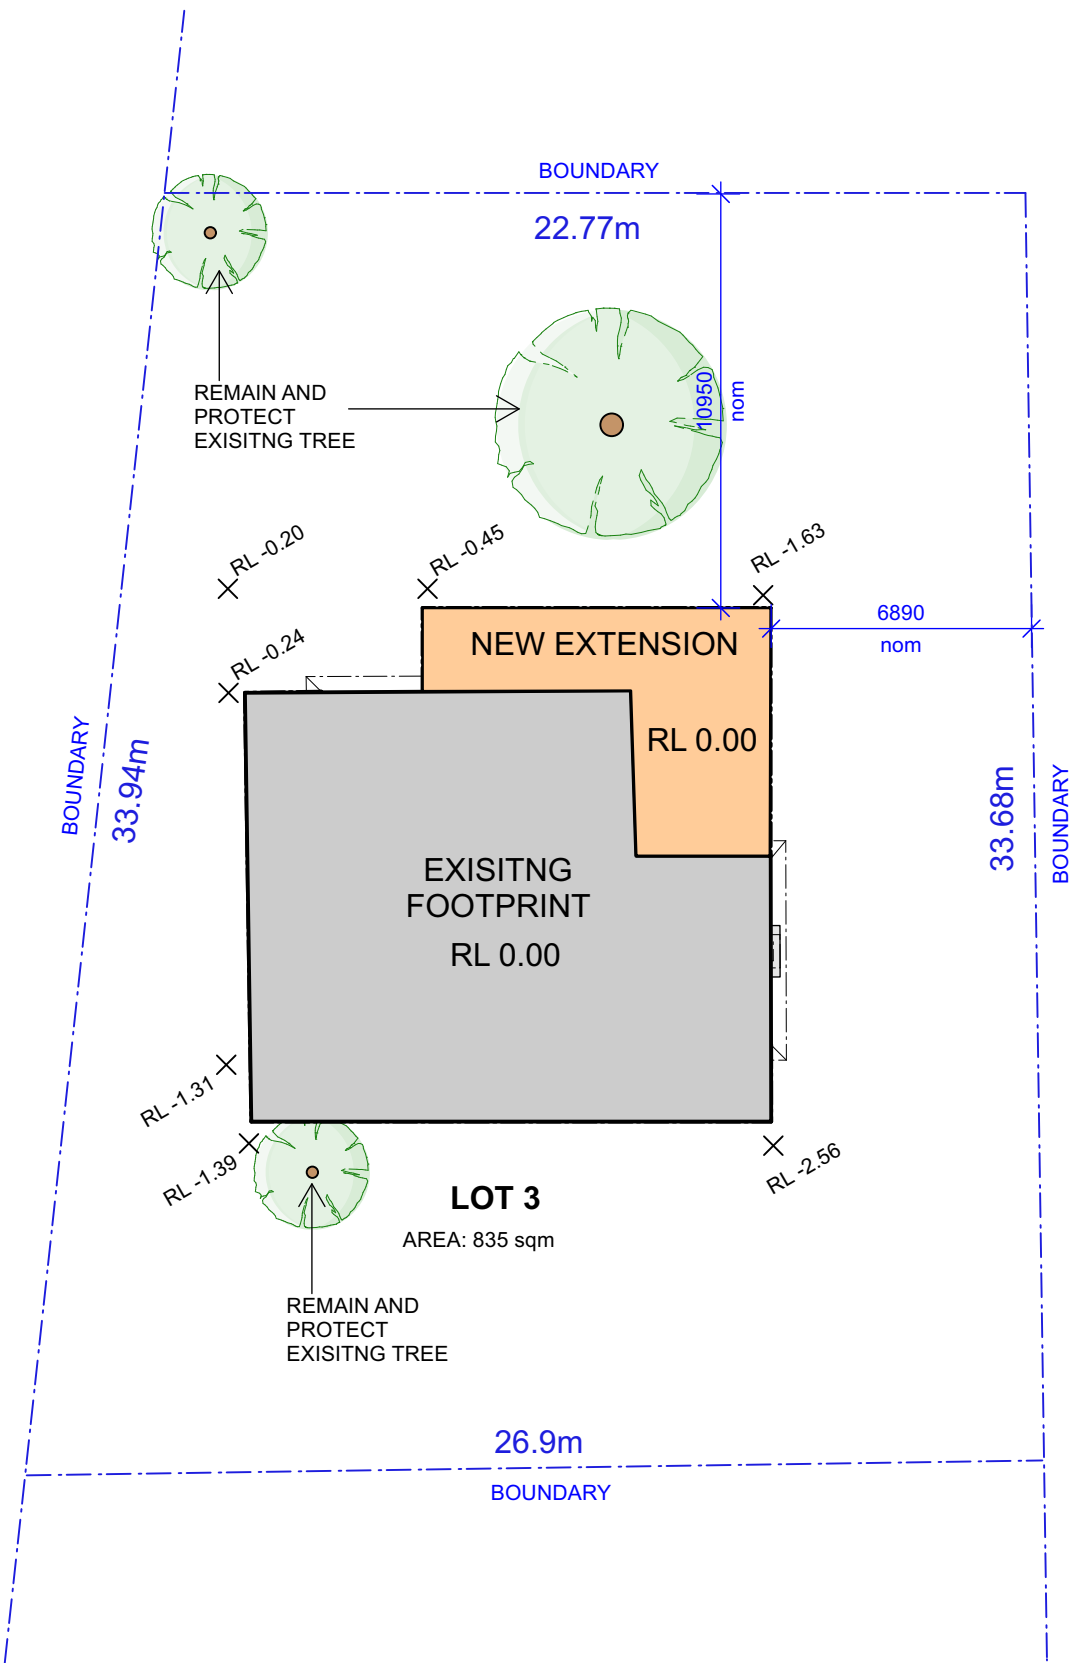 BOUNDARY
22.77m
10950
nom
REMAIN AND
PROTECT
EXISITNG TREE
RL -0.20
RL -0.45
RL -1.63
6890
nom
NEW EXTENSION
RL -0.24
RL 0.00
BOUNDARY
33.94m
33.68m
BOUNDARY
EXISITNG
FOOTPRINT
RL 0.00
RL -1.31
RL -1.39
RL -2.56
LOT 3
AREA: 835 sqm
REMAIN AND
PROTECT
EXISITNG TREE
26.9m
BOUNDARY